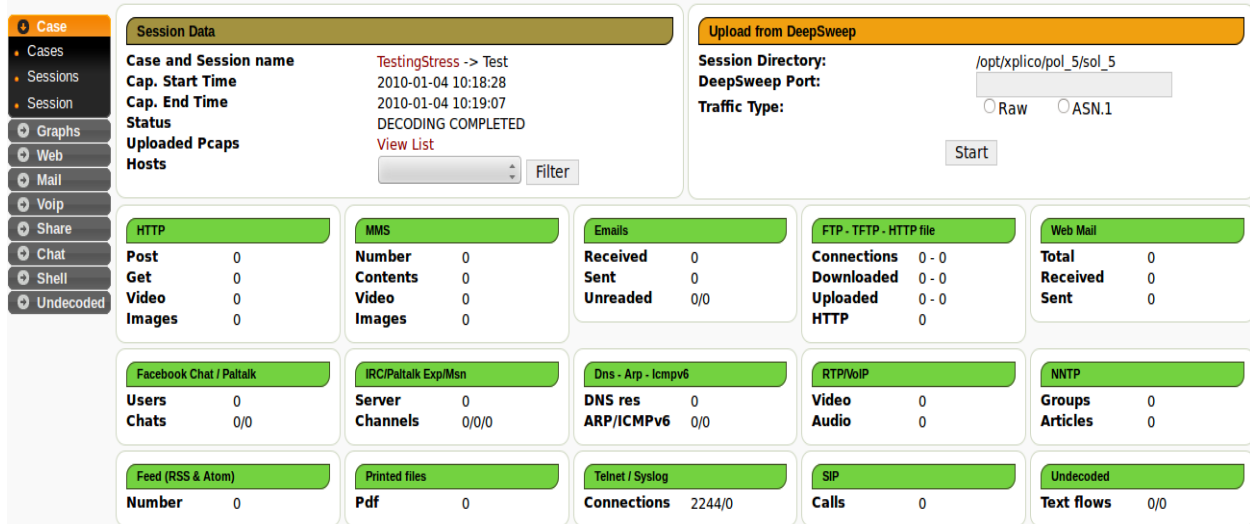 Case
Cases
Sessions
Session
Graphs
Web
Mail
Voip
Share
Chat
Shell
Undecoded
Session Data
Case and Session name TestingStress -> Test
Cap. Start Time 2010-01-04 10:18:28
Cap. End Time 2010-01-04 10:19:07
Status DECODING COMPLETED
Uploaded Pcaps View List
Hosts Filter
Upload from DeepSweep
Session Directory: /opt/xplico/pol_5/sol_5
DeepSweep Port:
Traffic Type: Raw ASN.1
Start
HTTP
Post 0
Get 0
Video 0
Images 0
MMS
Number 0
Contents 0
Video 0
Images 0
Emails
Received 0
Sent 0
Unreaded 0/0
FTP - TFTP - HTTP file
Connections 0 - 0
Downloaded 0 - 0
Uploaded 0 - 0
HTTP 0
Web Mail
Total 0
Received 0
Sent 0
Facebook Chat / Paltalk
Users 0
Chats 0/0
IRC/Paltalk Exp/Msn
Server 0
Channels 0/0/0
Dns - Arp - Icmpv6
DNS res 0
ARP/ICMPv6 0/0
RTP/VoIP
Video 0
Audio 0
NNTP
Groups 0
Articles 0
Feed (RSS & Atom)
Number 0
Printed files
Pdf 0
Telnet / Syslog
Connections 2244/0
SIP
Calls 0
Undecoded
Text flows 0/0